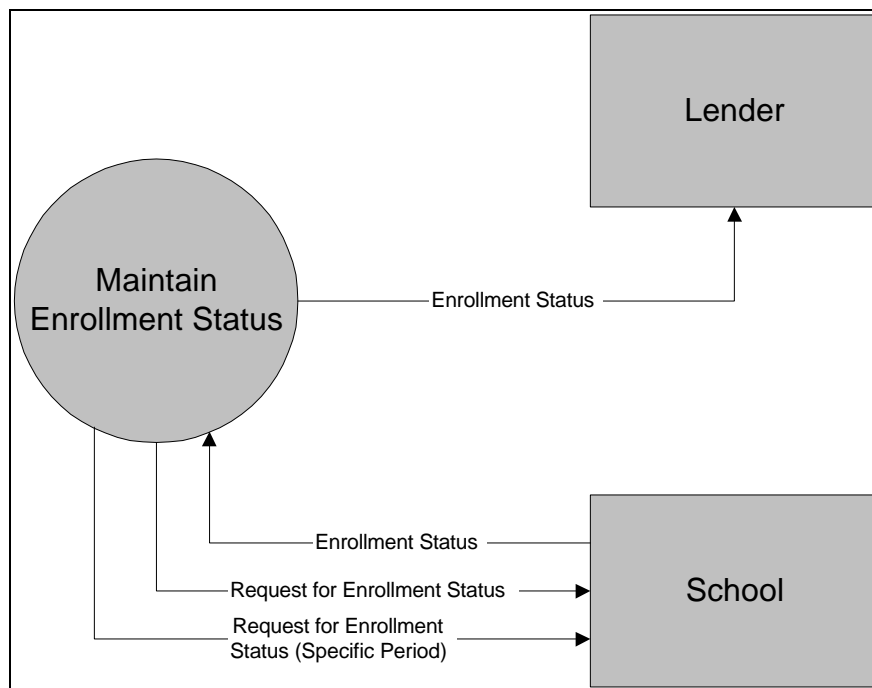 Lender
Maintain
Enrollment Status
Enrollment Status
Enrollment Status
Request for Enrollment Status
Request for Enrollment
Status (Specific Period)
School